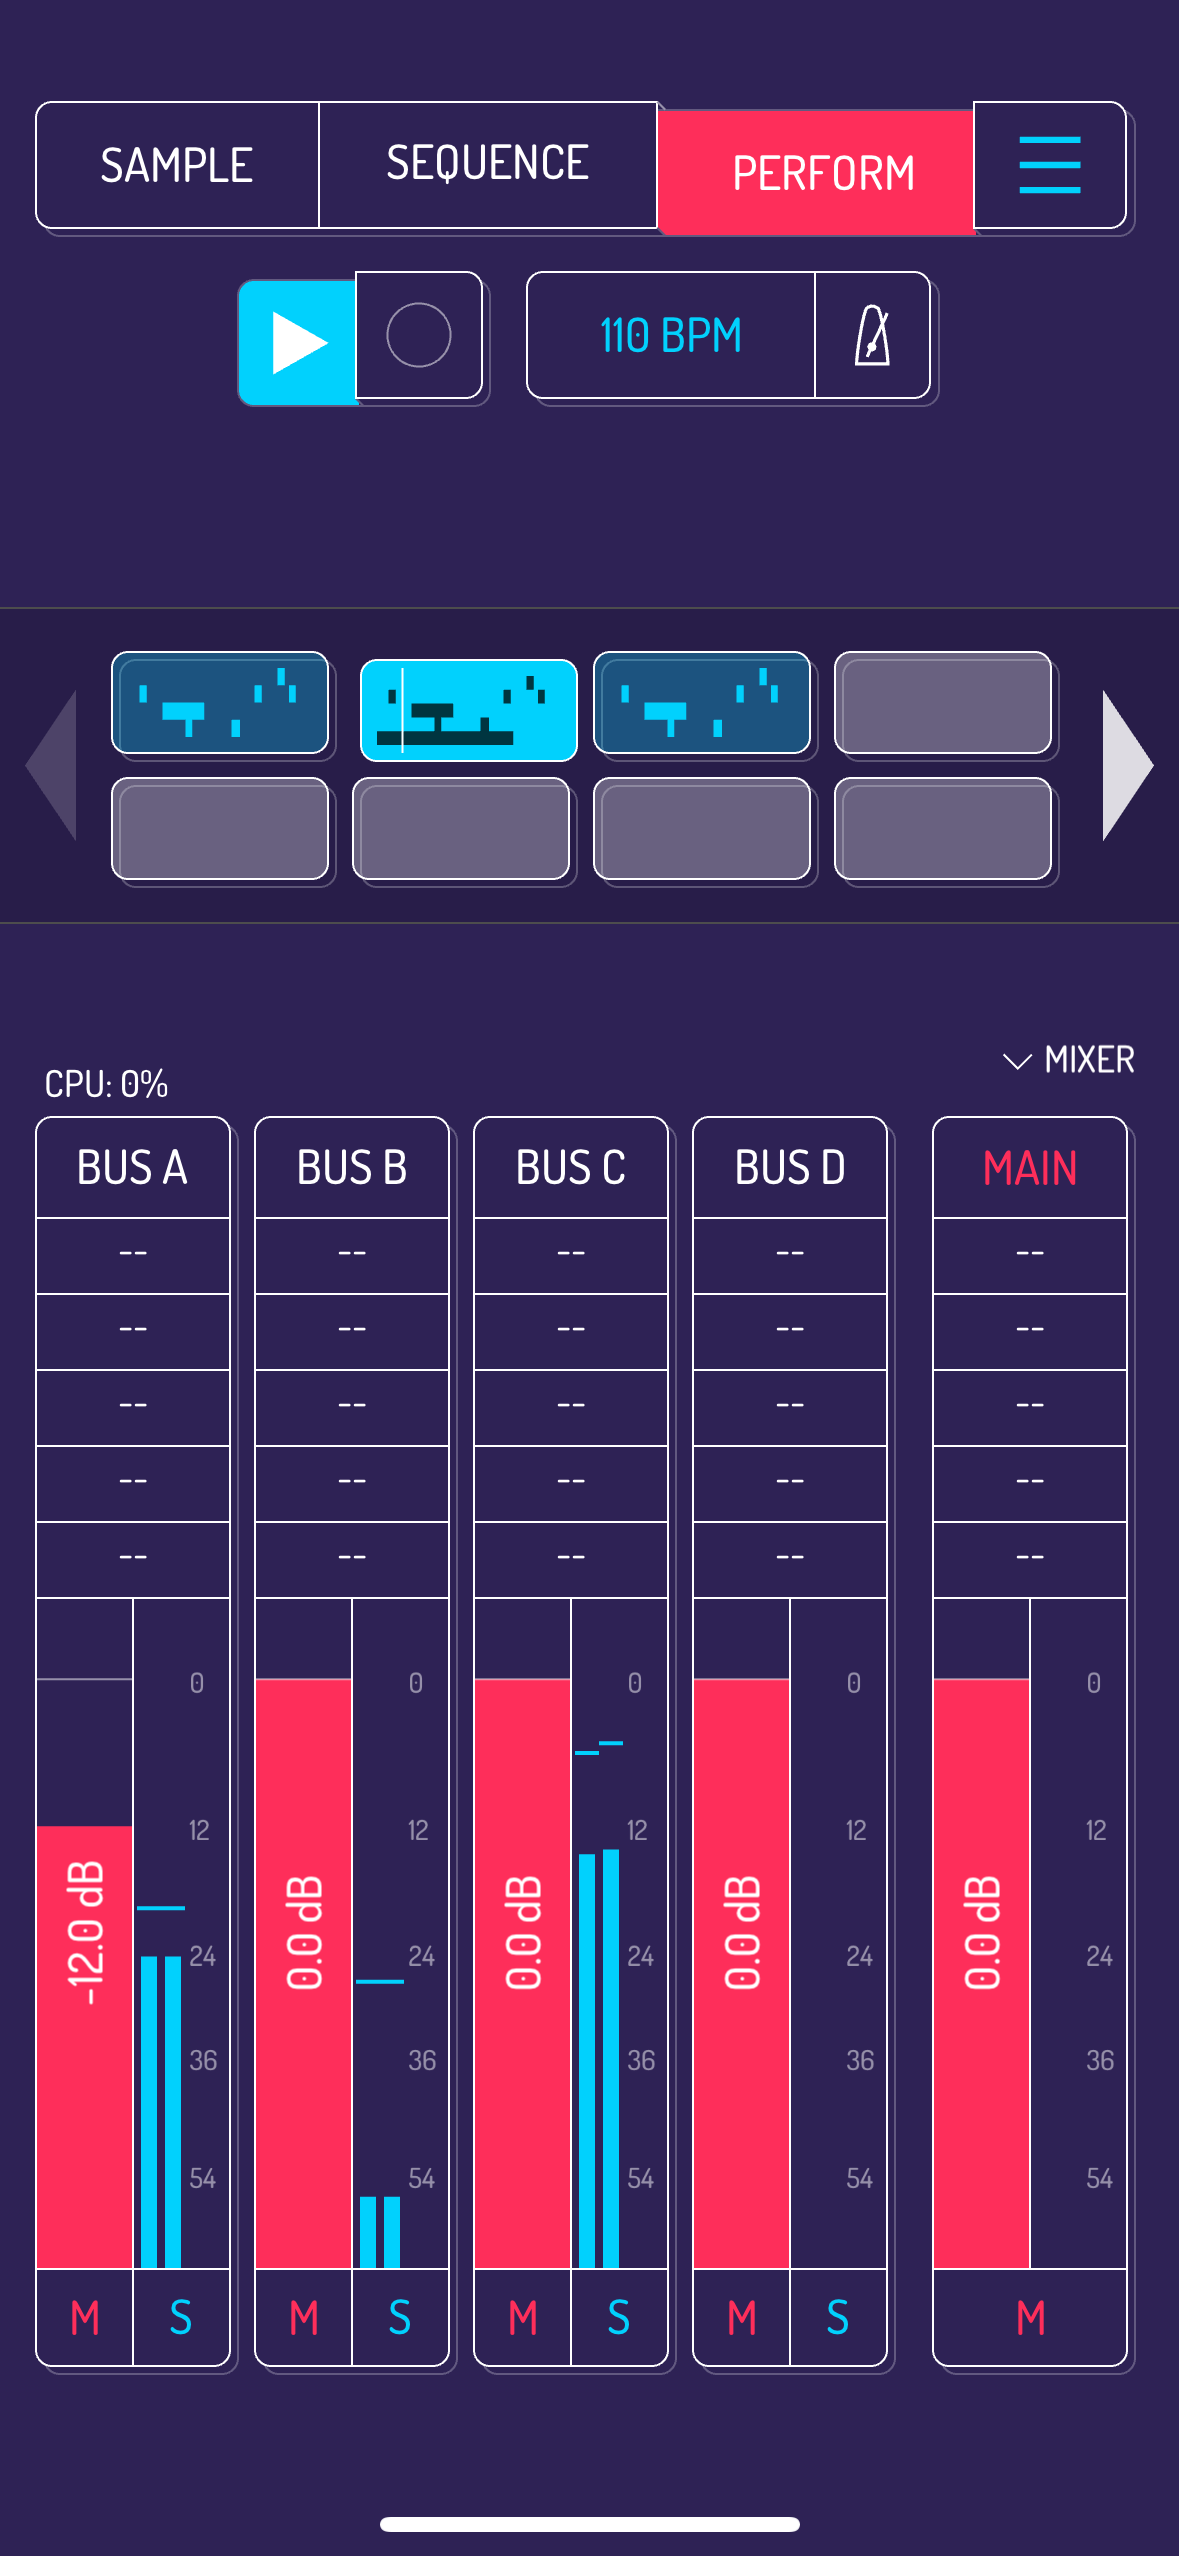 SAMPLE SEQUENCE PERFORM
110 BPM
MIXER
CPU: 0%
BUS A BUS B BUS C BUS D MAIN
-- -- -- -- --
-- -- -- -- --
-- -- -- -- --
-- -- -- -- --
-- -- -- -- --
0 0 0 0 0
12 12 12 12 12
-12.0 dB 0.0 dB 0.0 dB 0.0 dB 0.0 dB
24 24 24 24 24
36 36 36 36 36
54 54 54 54 54
M S M S M S M S M